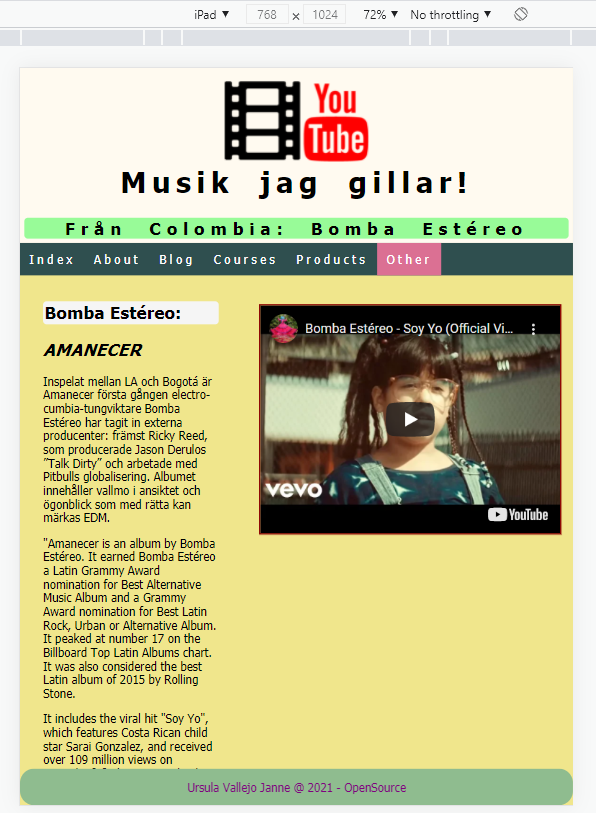 iPad ▼ 768 × 1024 72% ▼ No throttling ▼
You
Tube
Musik jag gillar!
Från Colombia: Bomba Estéreo
Index About Blog Courses Products Other
Bomba Estéreo:
AMANECER
Inspelat mellan LA och Bogotá är
Amanecer första gången electro-
cumbia-tungviktare Bomba
Estéreo har tagit in externa
producenter: främst Ricky Reed,
som producerade Jason Derulos
”Talk Dirty” och arbetade med
Pitbulls globalisering. Albumet
innehåller vallmo i ansiktet och
ögonblick som med rätta kan
märkas EDM.
"Amanecer is an album by Bomba
Estéreo. It earned Bomba Estéreo
a Latin Grammy Award
nomination for Best Alternative
Music Album and a Grammy
Award nomination for Best Latin
Rock, Urban or Alternative Album.
It peaked at number 17 on the
Billboard Top Latin Albums chart.
It was also considered the best
Latin album of 2015 by Rolling
Stone.
It includes the viral hit "Soy Yo",
which features Costa Rican child
star Sarai Gonzalez, and received
over 109 million views on
Bomba Estéreo - Soy Yo (Official Vi...
vevo
YouTube
Ursula Vallejo Janne @ 2021 - OpenSource